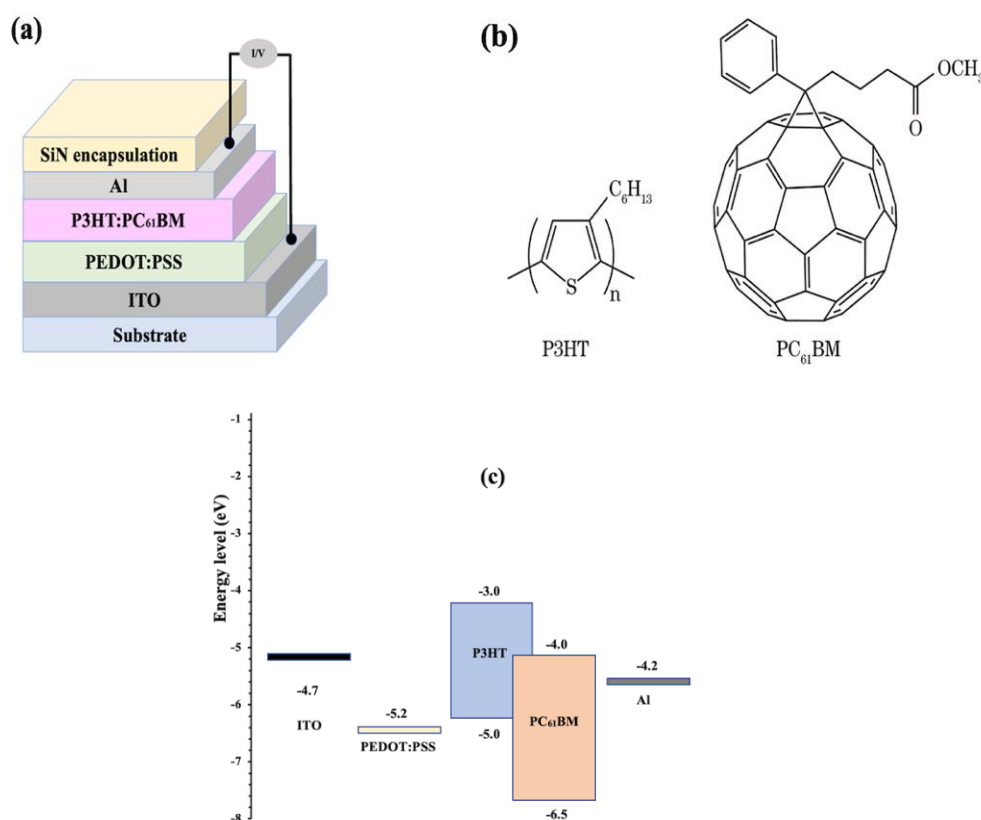 (a)
I/V
SiN encapsulation
Al
P3HT:PC₆₁BM
PEDOT:PSS
ITO
Substrate
(b)
OCH₃
O
C₆H₁₃
S
n
P3HT
PC₆₁BM
(c)
Energy level (eV)
-1
-2
-3
-4
-5
-6
-7
-8
-4.7
ITO
-5.2
PEDOT:PSS
-3.0
P3HT
-5.0
-4.0
PC₆₁BM
-6.5
-4.2
Al